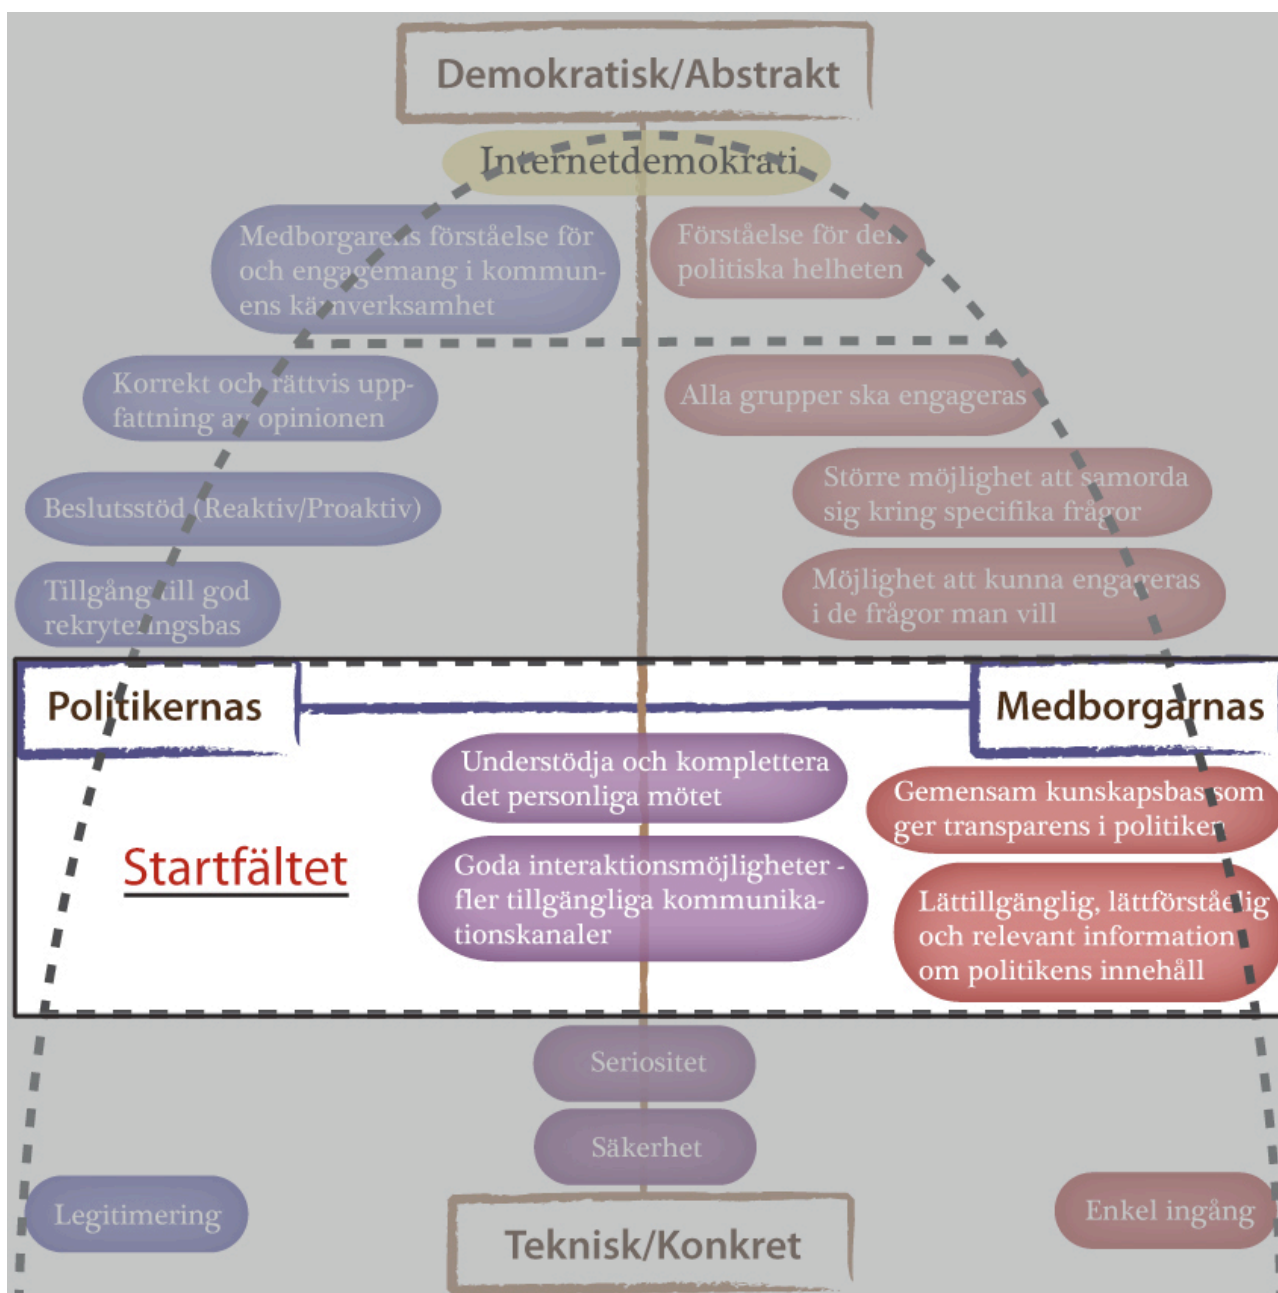 Demokratisk/Abstrakt
Internetdemokrati
Medborgarens förståelse för
och engagemang i kommun-
ens kärnverksamhet
Förståelse för den
politiska helheten
Korrekt och rättvis upp-
fattning av opinionen
Alla grupper ska engageras
Beslutsstöd (Reaktiv/Proaktiv)
Större möjlighet att samorda
sig kring specifika frågor
Tillgång till god
rekryteringsbas
Möjlighet att kunna engageras
i de frågor man vill
Politikernas
Medborgarnas
Understödja och komplettera
det personliga mötet
Gemensam kunskapsbas som
ger transparens i politiken
Startfältet
Goda interaktionsmöjligheter -
fler tillgängliga kommunika-
tionskanaler
Lättillgänglig, lättförståelig
och relevant information
om politikens innehåll
Seriositet
Säkerhet
Legitimering
Enkel ingång
Teknisk/Konkret